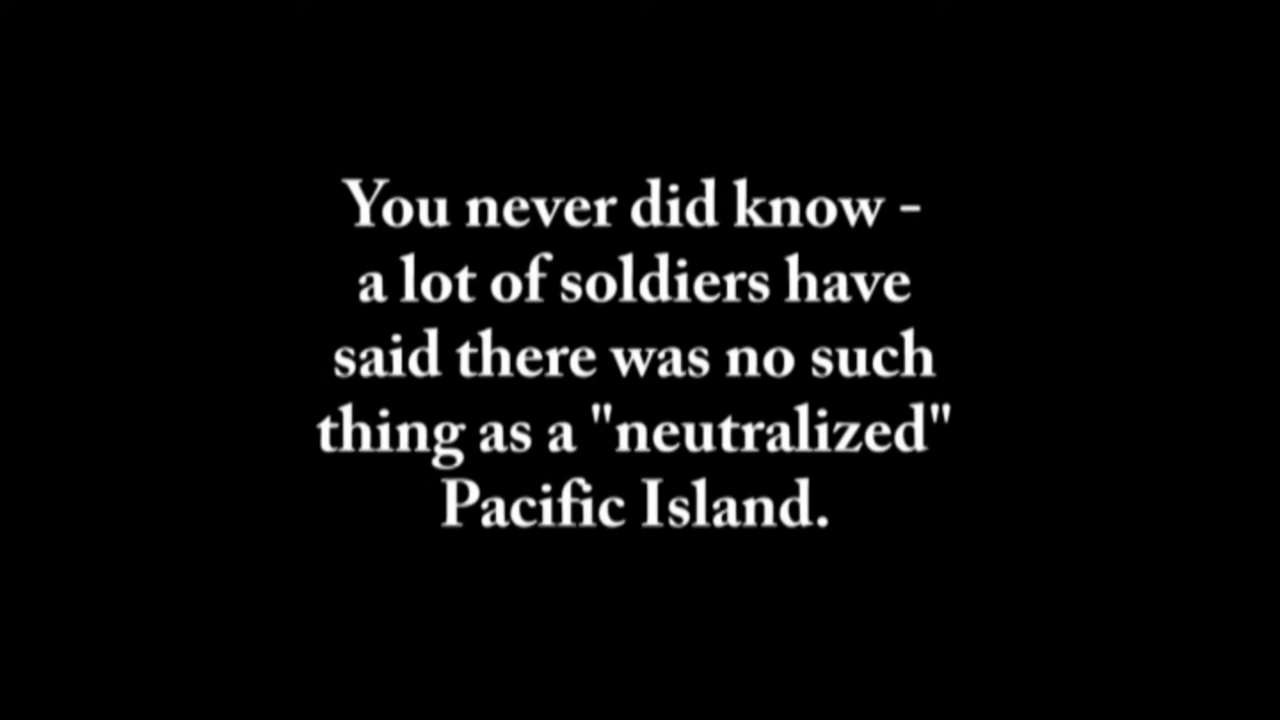 You never did know -
a lot of soldiers have
said there was no such
thing as a "neutralized"
Pacific Island.